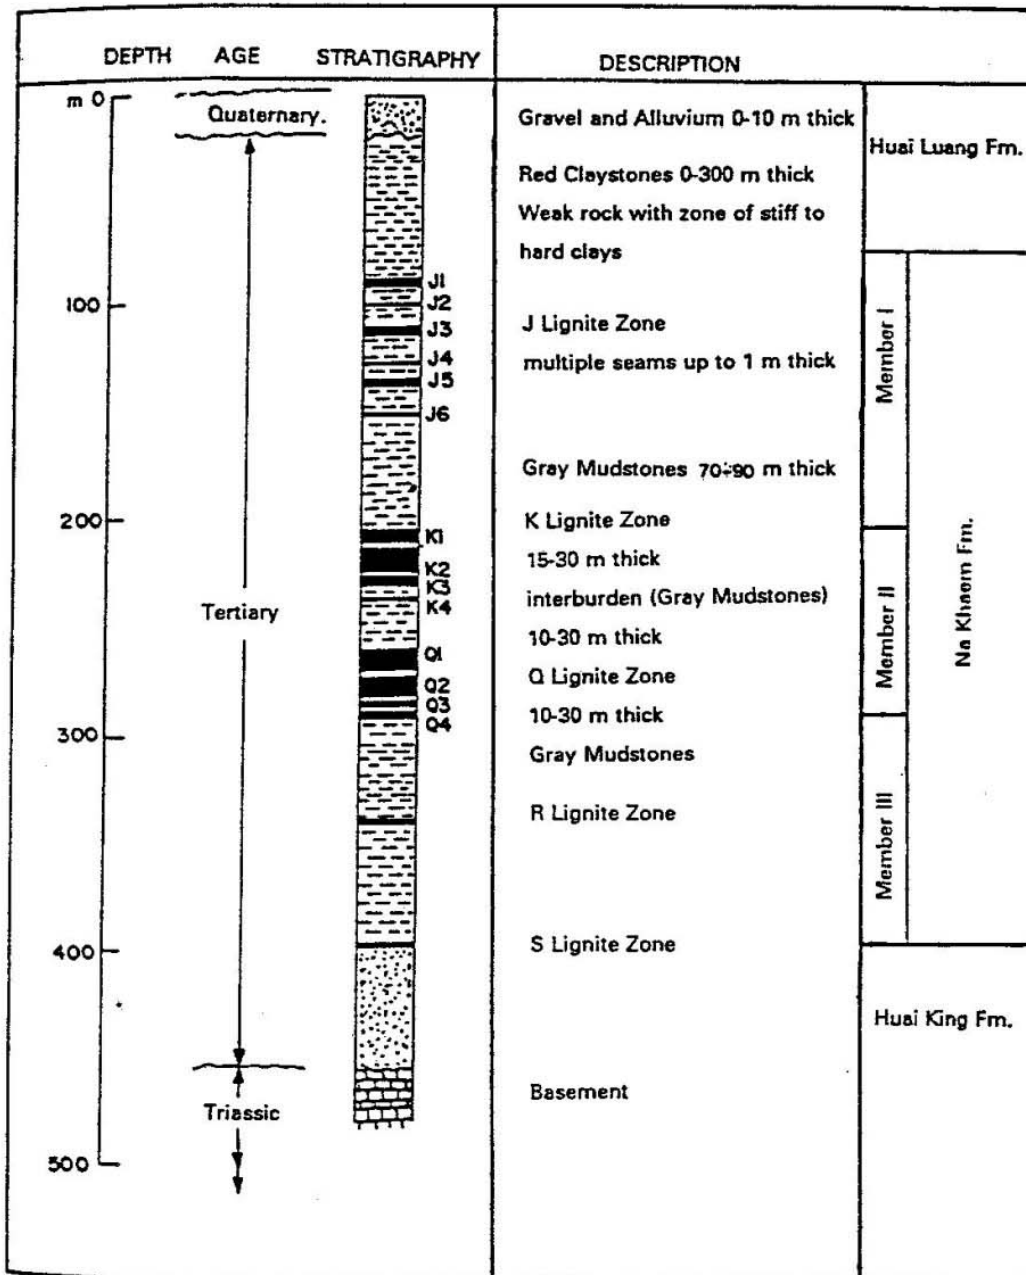 DEPTH AGE STRATIGRAPHY DESCRIPTION
m 0
Quaternary.
Gravel and Alluvium 0-10 m thick
Huai Luang Fm.
Red Claystones 0-300 m thick
Weak rock with zone of stiff to
hard clays
J1
100
J2
J3
J4
J5
J6
J Lignite Zone
multiple seams up to 1 m thick
Member I
Gray Mudstones 70÷90 m thick
200
K1
K2
K3
K4
K Lignite Zone
15-30 m thick
interburden (Gray Mudstones)
10-30 m thick
Tertiary
Member II
Na Khaem Fm.
Q1
Q2
Q3
Q4
Q Lignite Zone
10-30 m thick
300
Gray Mudstones
R Lignite Zone
Member III
400
S Lignite Zone
Huai King Fm.
Triassic
Basement
500